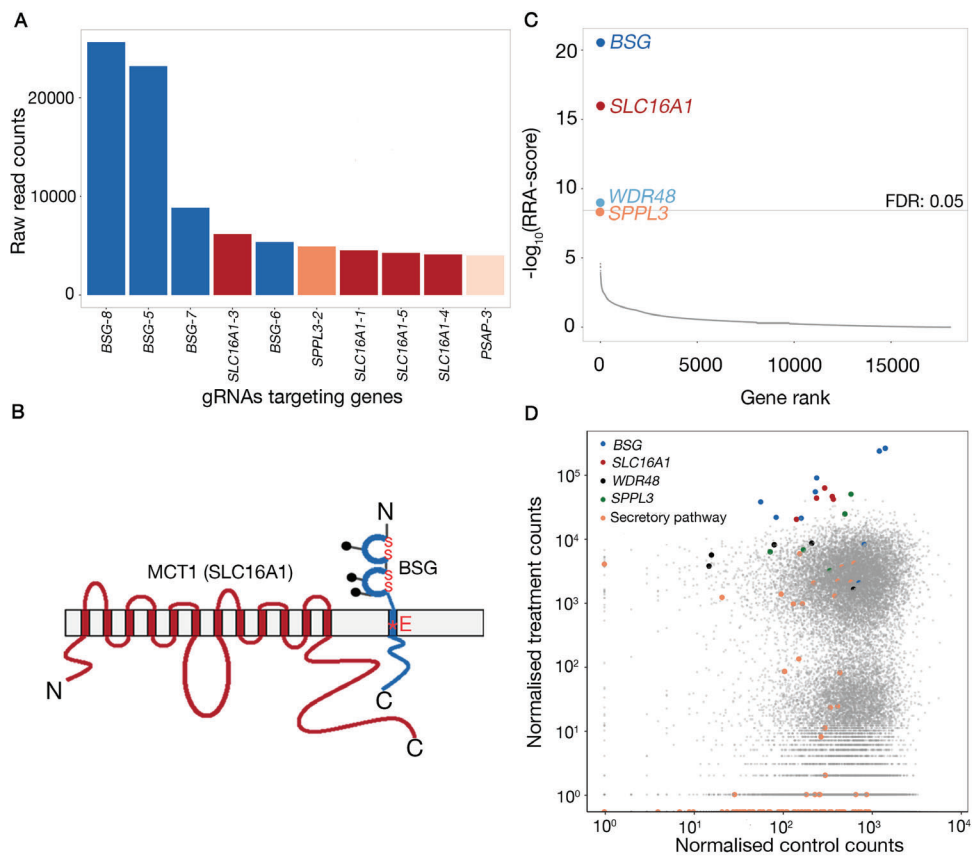 A
Raw read counts
20000
10000
0
BSG-8
BSG-5
BSG-7
SLC16A1-3
BSG-6
SPPL3-2
SLC16A1-1
SLC16A1-5
SLC16A1-4
PSAP-3
gRNAs targeting genes
B
MCT1 (SLC16A1)
N
S
S
S
S
BSG
E
N
C
C
C
-log10(RRA-score)
20
15
10
5
0
BSG
SLC16A1
WDR48
SPPL3
FDR: 0.05
0
5000
10000
15000
Gene rank
D
Normalised treatment counts
BSG
SLC16A1
WDR48
SPPL3
Secretory pathway
10^5
10^4
10^3
10^2
10^1
10^0
10^0
10^1
10^2
10^3
10^4
Normalised control counts